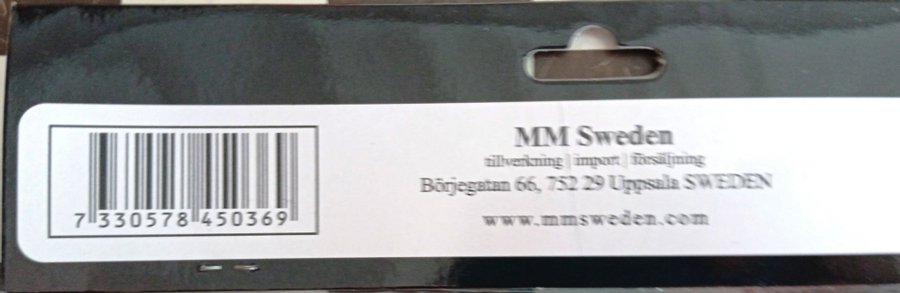 7 330578 450369
MM Sweden
tillverkning | import | försäljning
Börjegatan 66, 752 29 Uppsala SWEDEN
www.mmsweden.com